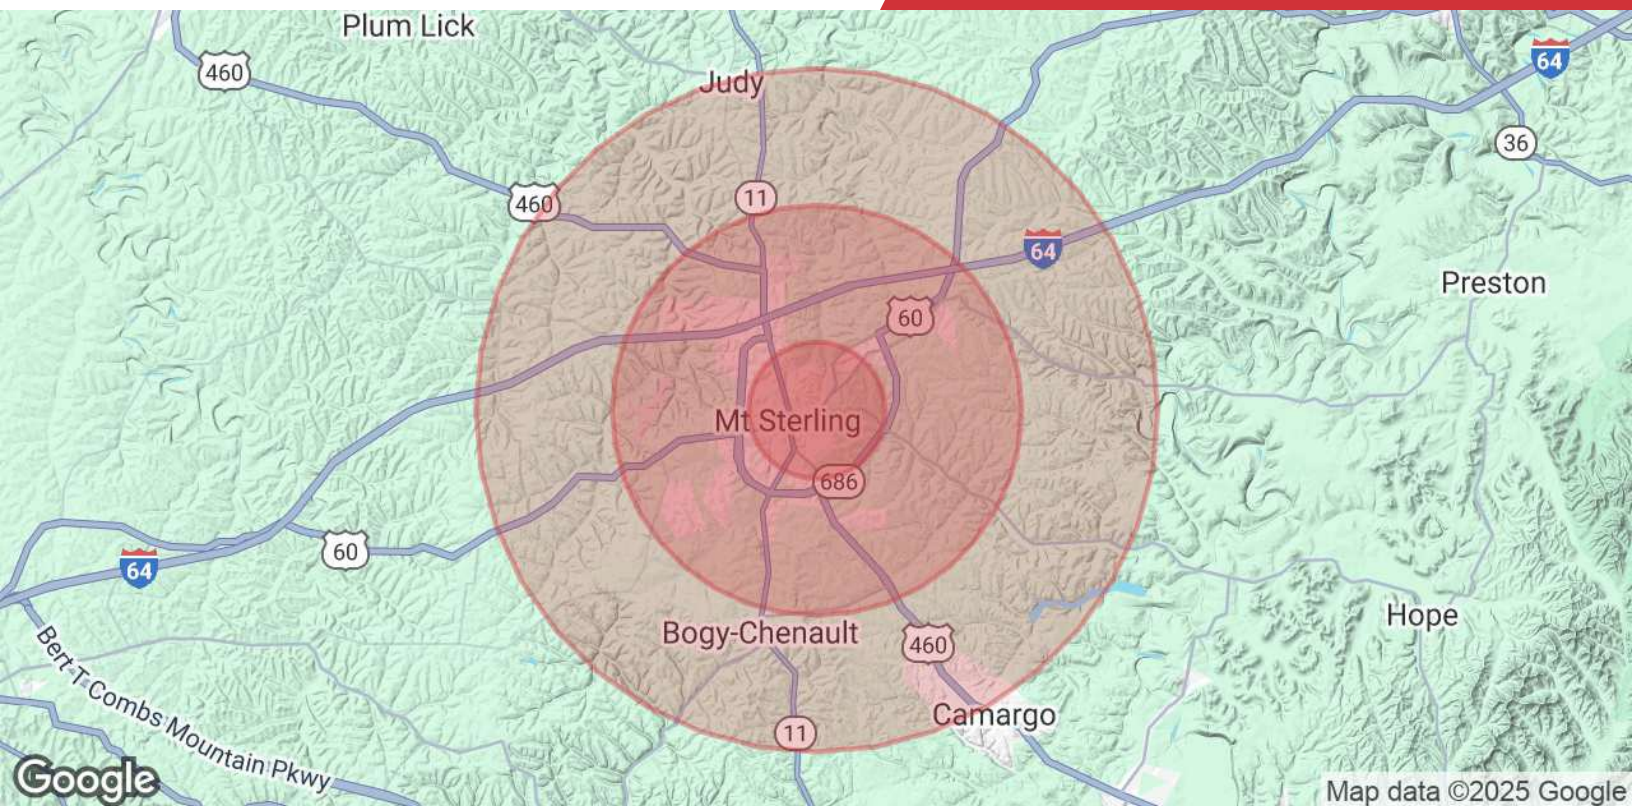 Plum Lick
460
Judy
64
36
460
11
64
Preston
60
Mt Sterling
686
60
64
Hope
Bogy-Chenault
460
Bert T Combs Mountain Pkwy
Camargo
11
Google
Map data ©2025 Google